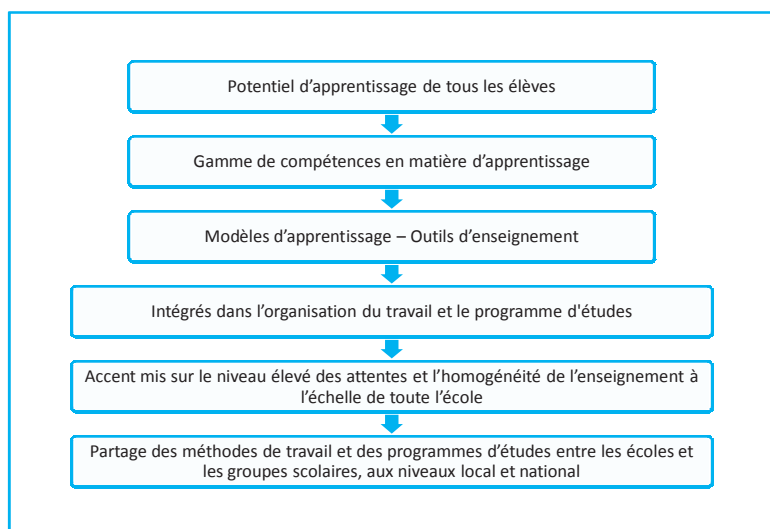 Potentiel d’apprentissage de tous les élèves
Gamme de compétences en matière d’apprentissage
Modèles d’apprentissage – Outils d’enseignement
Intégrés dans l’organisation du travail et le programme d'études
Accent mis sur le niveau élevé des attentes et l’homogénéité de l’enseignement à
l’échelle de toute l’école
Partage des méthodes de travail et des programmes d’études entre les écoles et
les groupes scolaires, aux niveaux local et national